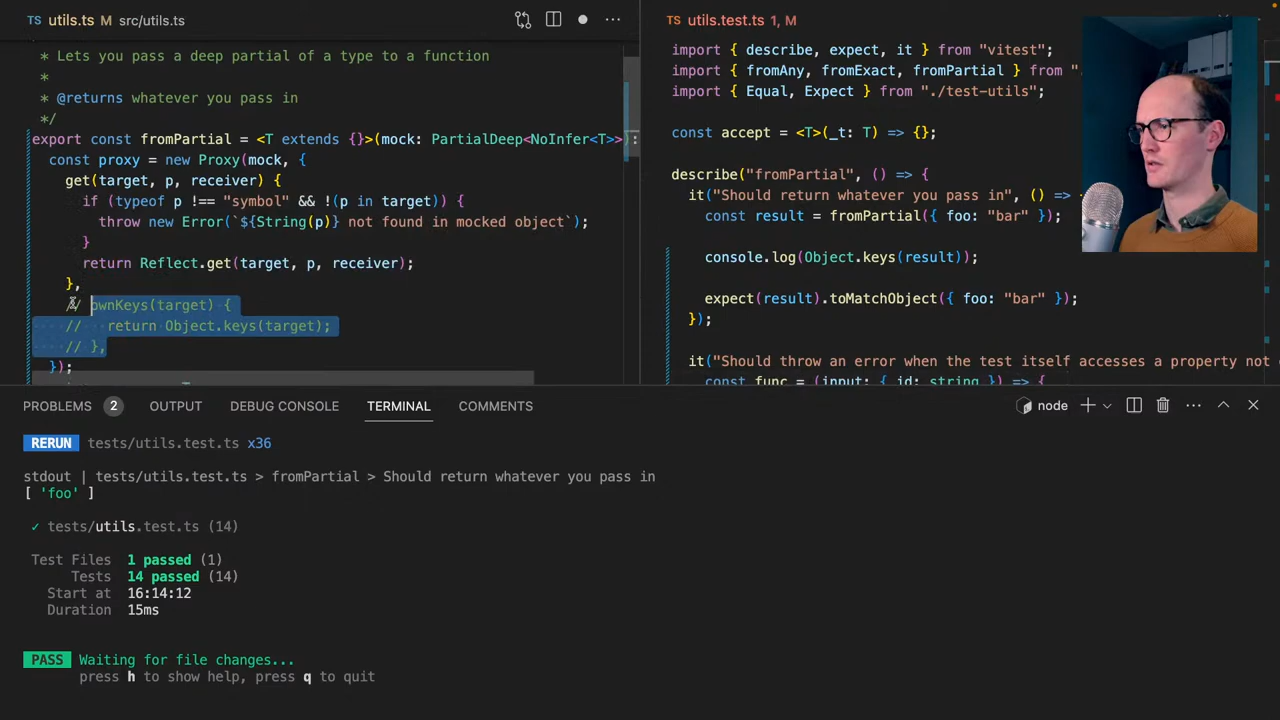 TS utils.ts M src/utils.ts
* Lets you pass a deep partial of a type to a function
*
* @returns whatever you pass in
*/
export const fromPartial = <T extends {}>(mock: PartialDeep<NoInfer<T>>):
const proxy = new Proxy(mock, {
get(target, p, receiver) {
if (typeof p !== "symbol" && !(p in target)) {
throw new Error(`${String(p)} not found in mocked object`);
}
return Reflect.get(target, p, receiver);
},
// ownKeys(target) {
// return Object.keys(target);
// },
});
TS utils.test.ts 1, M
import { describe, expect, it } from "vitest";
import { fromAny, fromExact, fromPartial } from "
import { Equal, Expect } from "./test-utils";
const accept = <T>(_t: T) => {};
describe("fromPartial", () => {
it("Should return whatever you pass in", () =>
const result = fromPartial({ foo: "bar" });
console.log(Object.keys(result));
expect(result).toMatchObject({ foo: "bar" });
});
it("Should throw an error when the test itself accesses a property not
const func = (input: { id: string }) => {
PROBLEMS 2 OUTPUT DEBUG CONSOLE TERMINAL COMMENTS node
RERUN tests/utils.test.ts x36
stdout | tests/utils.test.ts > fromPartial > Should return whatever you pass in
[ 'foo' ]
✓ tests/utils.test.ts (14)
Test Files 1 passed (1)
Tests 14 passed (14)
Start at 16:14:12
Duration 15ms
PASS Waiting for file changes...
press h to show help, press q to quit